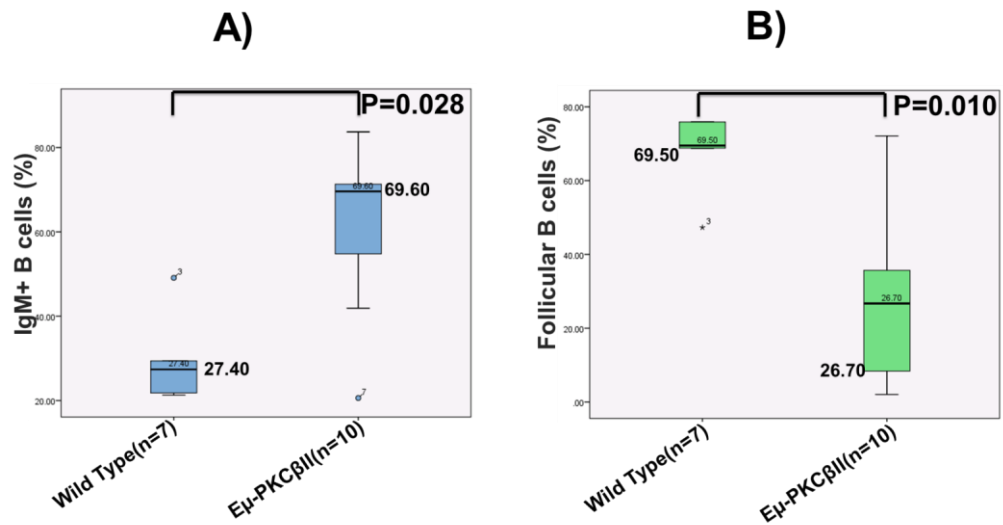 A)
P=0.028
IgM+ B cells (%)
80.00
60.00
40.00
20.00
3
27.40
27.40
69.60
69.60
7
Wild Type(n=7)
Eµ-PKCβII(n=10)
B)
P=0.010
Follicular B cells (%)
80.00
60.00
40.00
20.00
.00
69.50
69.50
3
26.70
26.70
Wild Type(n=7)
Eµ-PKCβII(n=10)